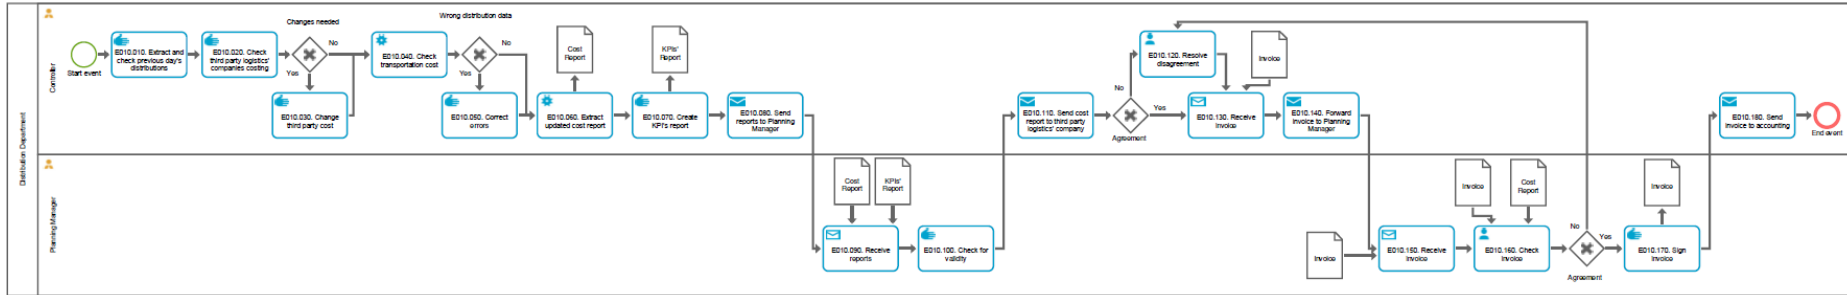 Distribution Department
Controller
Start event
E010.010. Extract and
check previous day's
distributions
E010.020. Check
third party logistics'
companies costing
Changes needed
No
Yes
E010.030. Change
third party cost
E010.040. Check
transportation cost
Wrong distribution data
No
Yes
E010.050. Correct
errors
Cost
Report
E010.060. Extract
updated cost report
KPIs'
Report
E010.070. Create
KPI's report
E010.080. Send
reports to Planning
Manager
E010.110. Send cost
report to third party
logistics' company
No
Yes
Agreement
E010.120. Resolve
disagreement
Invoice
E010.130. Receive
Invoice
E010.140. Forward
Invoice to Planning
Manager
E010.180. Send
Invoice to accounting
End event
Planning Manager
Cost
Report
KPIs'
Report
E010.090. Receive
reports
E010.100. Check for
validity
Invoice
E010.150. Receive
Invoice
Invoice
Cost
Report
E010.160. Check
Invoice
No
Yes
Agreement
Invoice
E010.170. Sign
Invoice